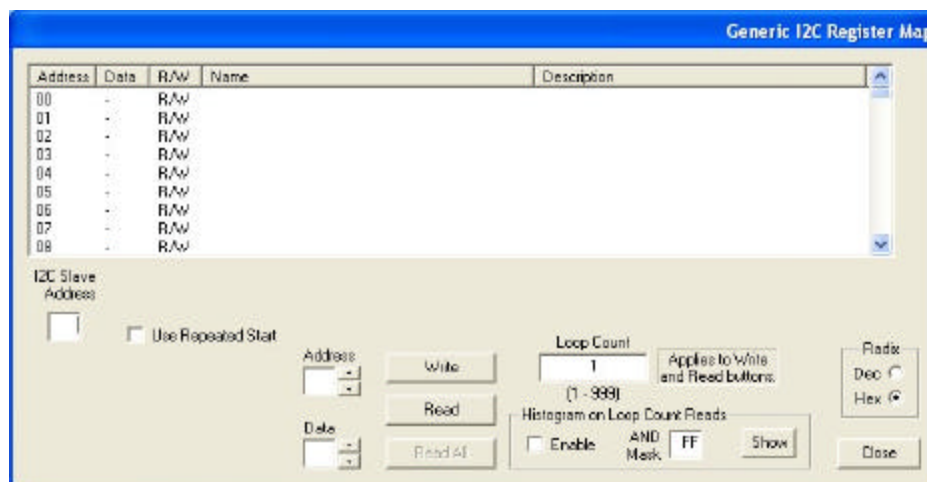 Generic I2C Register Map
Address Data R/W Name Description
00 - R/W
01 - R/W
02 - R/W
03 - R/W
04 - R/W
05 - R/W
06 - R/W
07 - R/W
08 - R/W
I2C Slave
Address
Use Repeated Start
Address
Data
Write
Read
Read All
Loop Count
1
(1 - 999)
Applies to Write
and Read buttons.
Histogram on Loop Count Reads
Enable
AND
Mask
FF
Show
Radix
Dec
Hex
Close